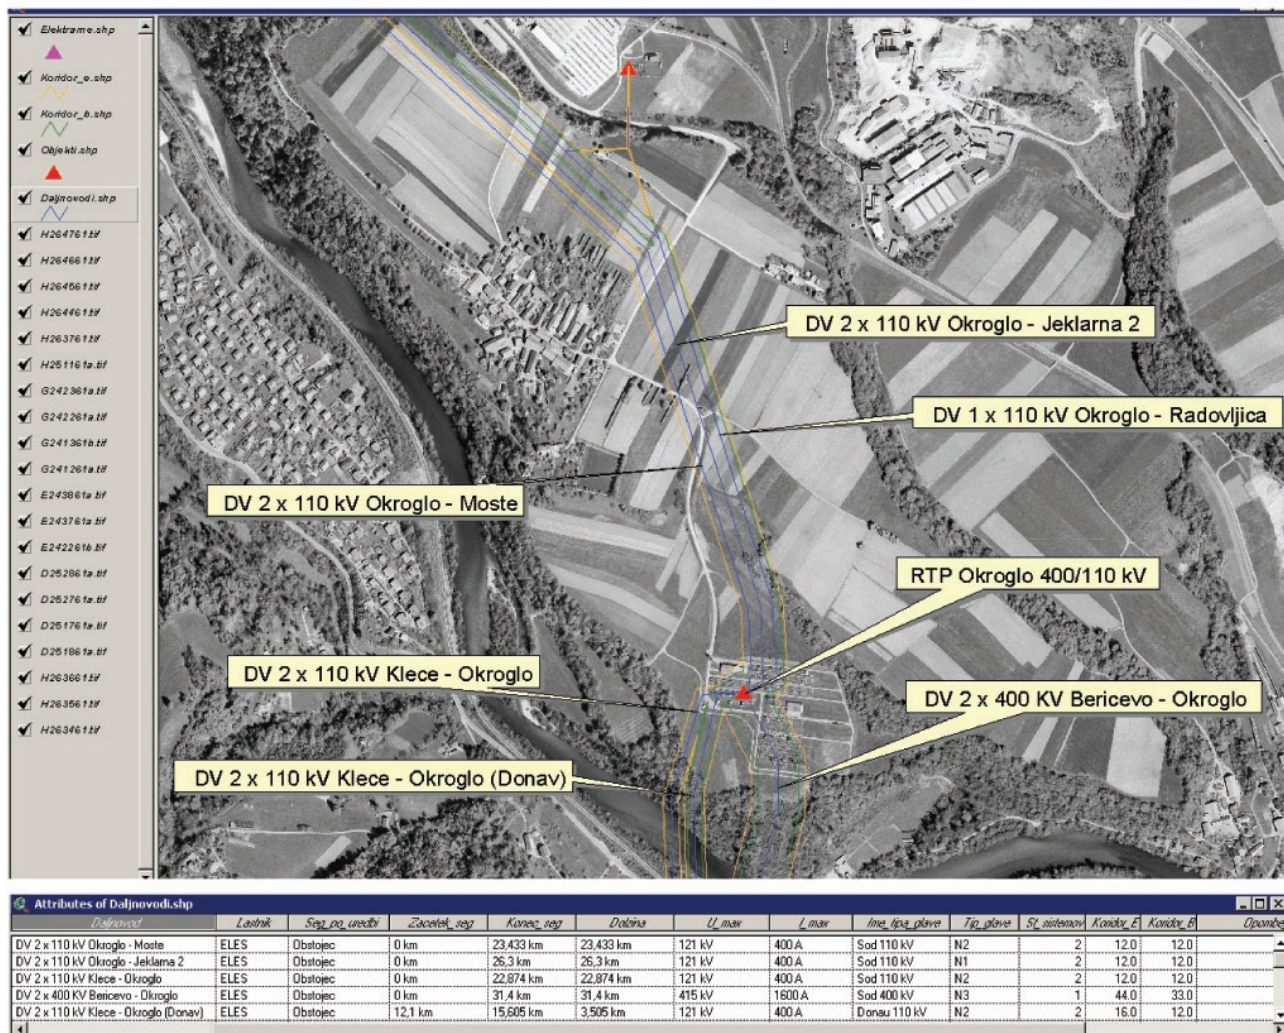 Elektrarne.shp
Koridor_e.shp
Koridor_b.shp
Objekti.shp
Daljnovodi.shp
H264761.tif
H264661.tif
H264561.tif
H264461.tif
H263761.tif
H251161a.tif
G242361a.tif
G242261a.tif
G241361b.tif
G241261a.tif
E243861a.tif
E243761a.tif
E242261b.tif
D252861a.tif
D252761a.tif
D251761a.tif
D251861a.tif
H263661.tif
H263561.tif
H263461.tif
DV 2 x 110 kV Okroglo - Jeklarna 2
DV 1 x 110 kV Okroglo - Radovljica
DV 2 x 110 kV Okroglo - Moste
RTP Okroglo 400/110 kV
DV 2 x 110 kV Klece - Okroglo
DV 2 x 400 KV Bericevo - Okroglo
DV 2 x 110 kV Klece - Okroglo (Donav)
Attributes of Daljnovodi.shp
Daljnovod Lastnik Seg_po_uredbi Zacetek_seg Konec_seg Dolzina U_max I_max Ime_tipa_glave Tip_glave St_sistemov Koridor_E Koridor_B Opombe
DV 2 x 110 kV Okroglo - Moste ELES Obstojec 0 km 23,433 km 23,433 km 121 kV 400 A Sod 110 kV N2 2 12.0 12.0
DV 2 x 110 kV Okroglo - Jeklarna 2 ELES Obstojec 0 km 26,3 km 26,3 km 121 kV 400 A Sod 110 kV N1 2 12.0 12.0
DV 2 x 110 kV Klece - Okroglo ELES Obstojec 0 km 22,874 km 22,874 km 121 kV 400 A Sod 110 kV N2 2 12.0 12.0
DV 2 x 400 KV Bericevo - Okroglo ELES Obstojec 0 km 31,4 km 31,4 km 415 kV 1600 A Sod 400 kV N3 1 44.0 33.0
DV 2 x 110 kV Klece - Okroglo (Donav) ELES Obstojec 12,1 km 15,605 km 3,505 km 121 kV 400 A Donau 110 kV N2 2 16.0 12.0